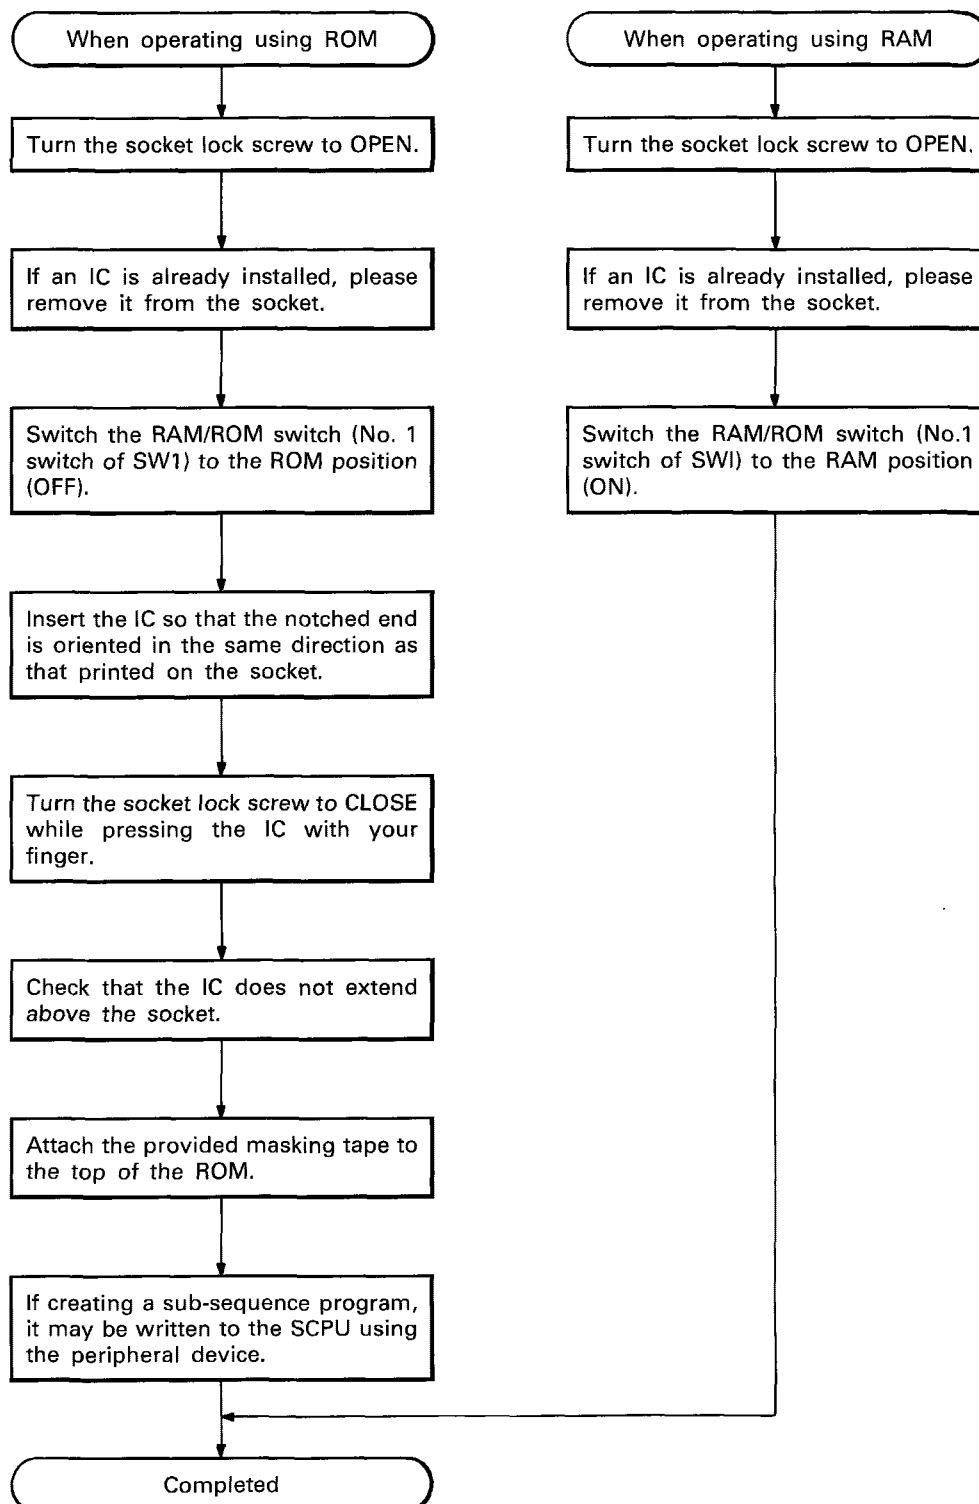 When operating using ROM
Turn the socket lock screw to OPEN.
If an IC is already installed, please
remove it from the socket.
Switch the RAM/ROM switch (No. 1
switch of SW1) to the ROM position
(OFF).
Insert the IC so that the notched end
is oriented in the same direction as
that printed on the socket.
Turn the socket lock screw to CLOSE
while pressing the IC with your
finger.
Check that the IC does not extend
above the socket.
Attach the provided masking tape to
the top of the ROM.
If creating a sub-sequence program,
it may be written to the SCPU using
the peripheral device.
Completed
When operating using RAM
Turn the socket lock screw to OPEN.
If an IC is already installed, please
remove it from the socket.
Switch the RAM/ROM switch (No.1
switch of SWI) to the RAM position
(ON).